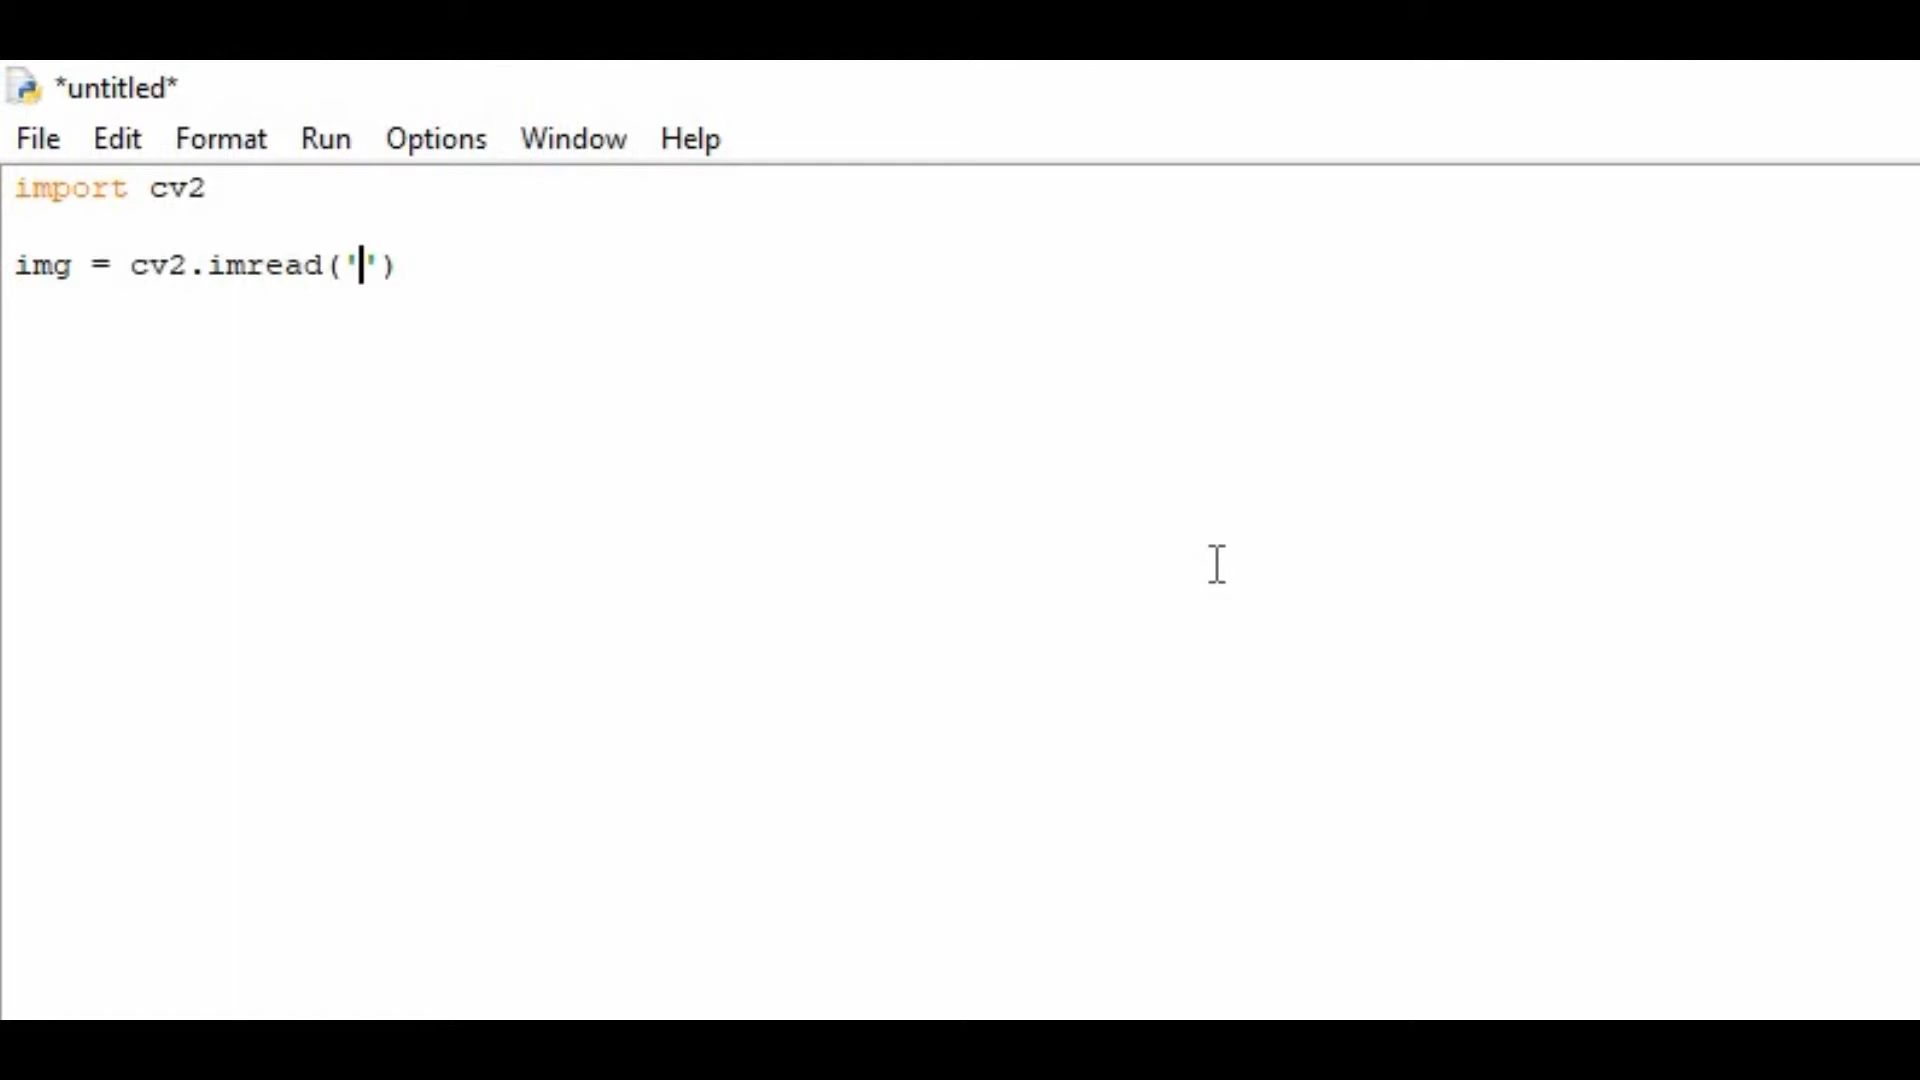 *untitled*
File Edit Format Run Options Window Help
import cv2
img = cv2.imread('')